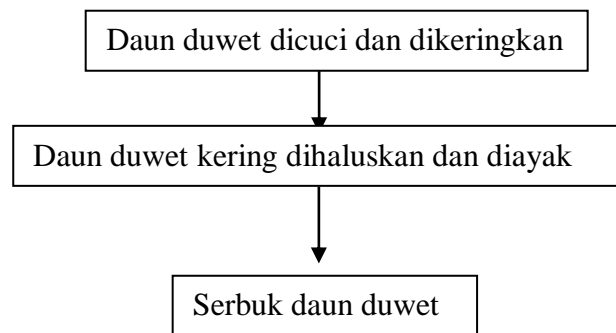 Daun duwet dicuci dan dikeringkan
Daun duwet kering dihaluskan dan diayak
Serbuk daun duwet